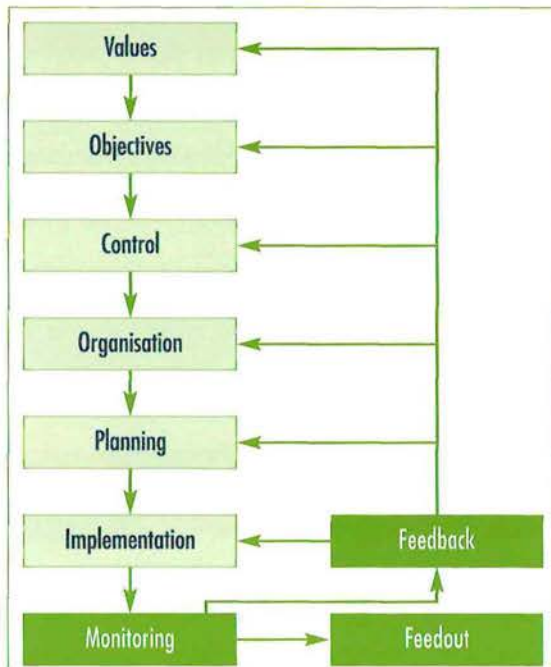 Values
Objectives
Control
Organisation
Planning
Implementation
Feedback
Monitoring
Feedout